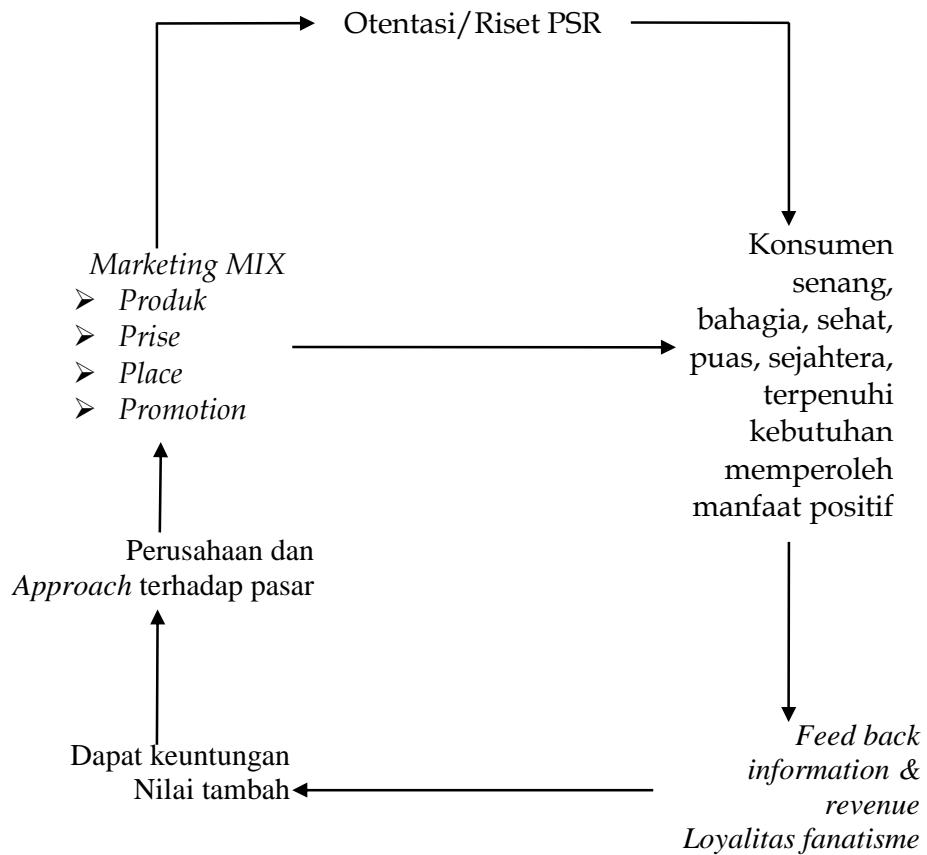 Otentasi/Riset PSR
Marketing MIX
➢ Produk
➢ Prise
➢ Place
➢ Promotion
Konsumen
senang,
bahagia, sehat,
puas, sejahtera,
terpenuhi
kebutuhan
memperoleh
manfaat positif
Perusahaan dan
Approach terhadap pasar
Dapat keuntungan
Nilai tambah
Feed back
information &
revenue
Loyalitas fanatisme